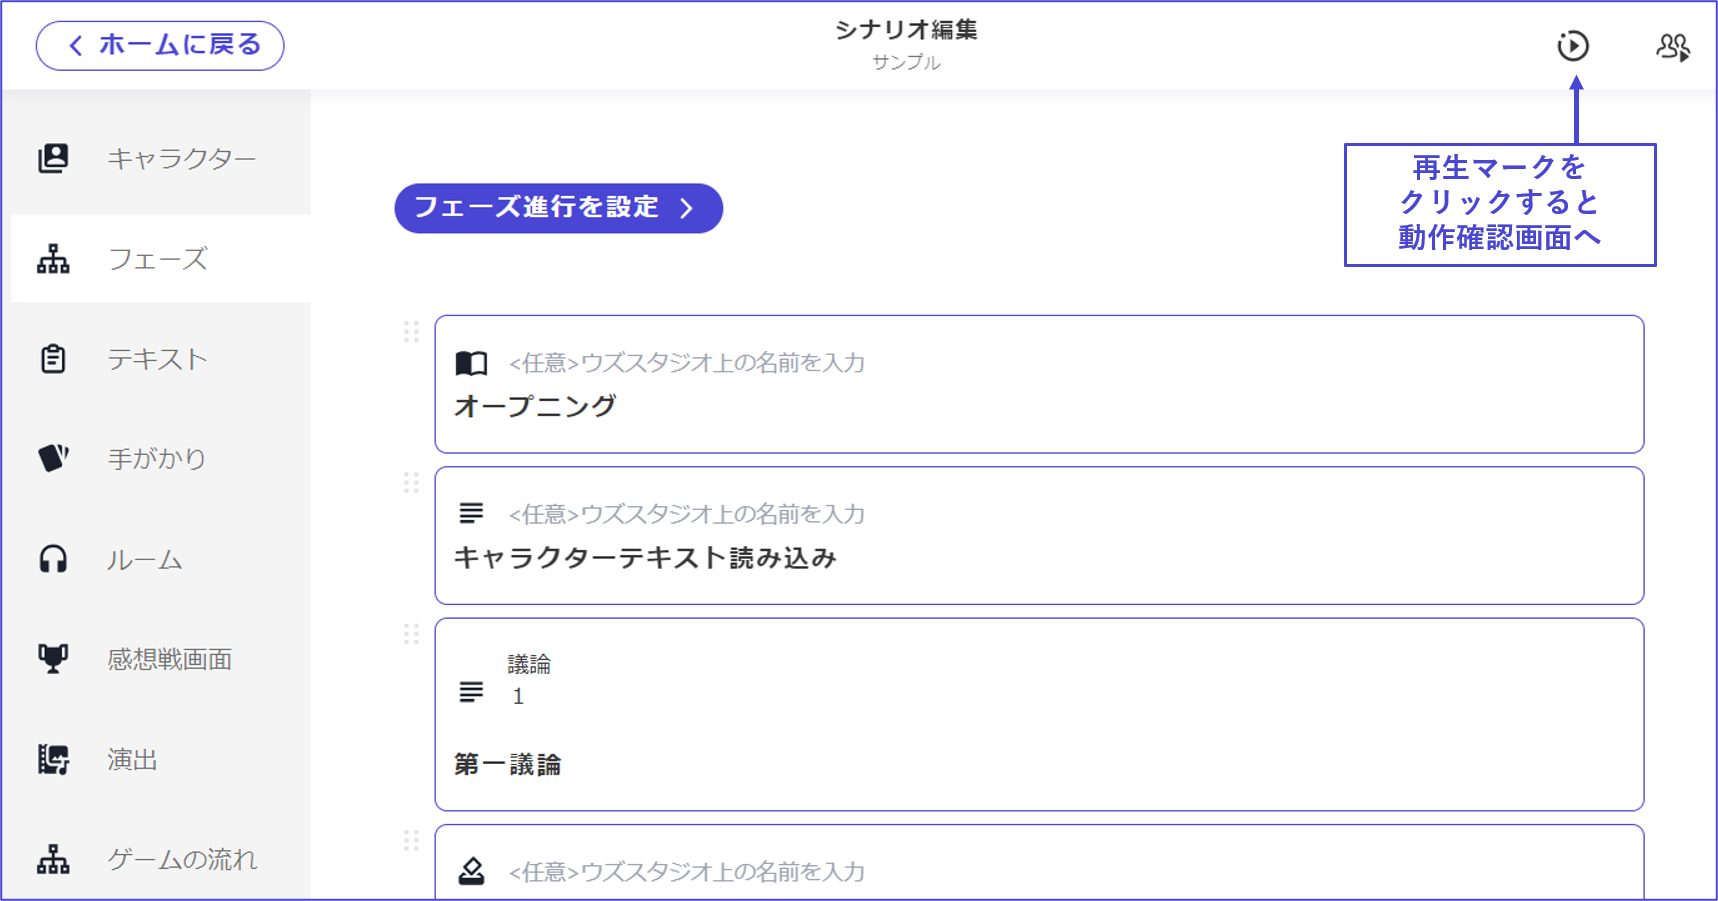 ホームに戻る
シナリオ編集
サンプル
再生マークを
クリックすると
動作確認画面へ
キャラクター
フェーズ
テキスト
手がかり
ルーム
感想戦画面
演出
ゲームの流れ
フェーズ進行を設定
<任意>ウズスタジオ上の名前を入力
オープニング
<任意>ウズスタジオ上の名前を入力
キャラクターテキスト読み込み
議論
1
第一議論
<任意>ウズスタジオ上の名前を入力